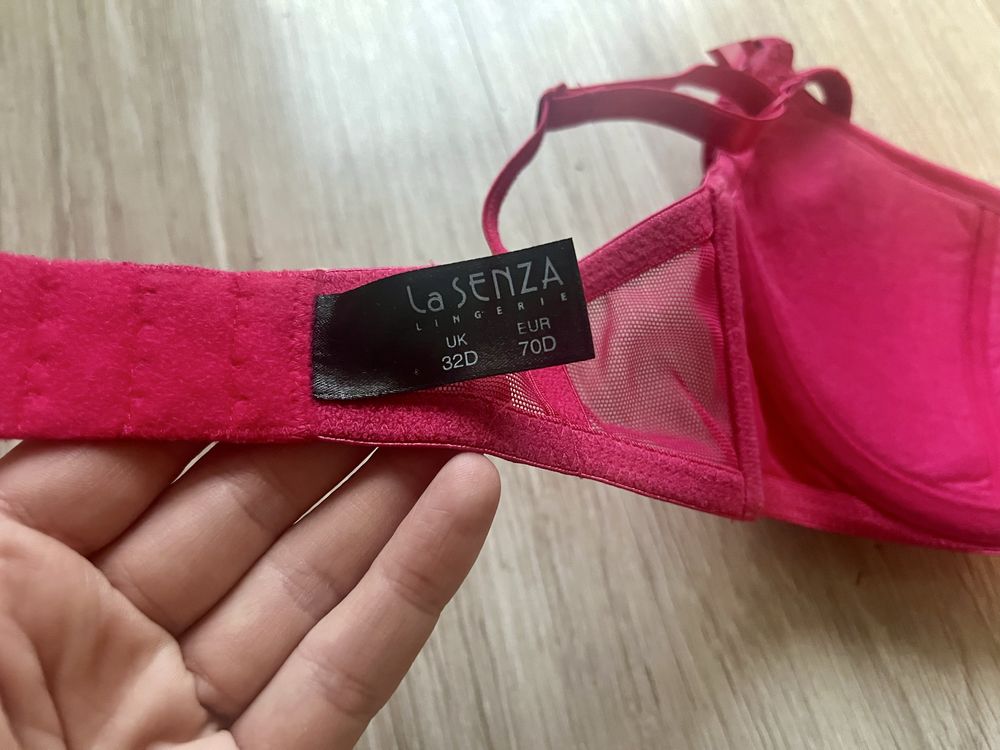 La SENZA
LINGERIE
UK EUR
32D 70D